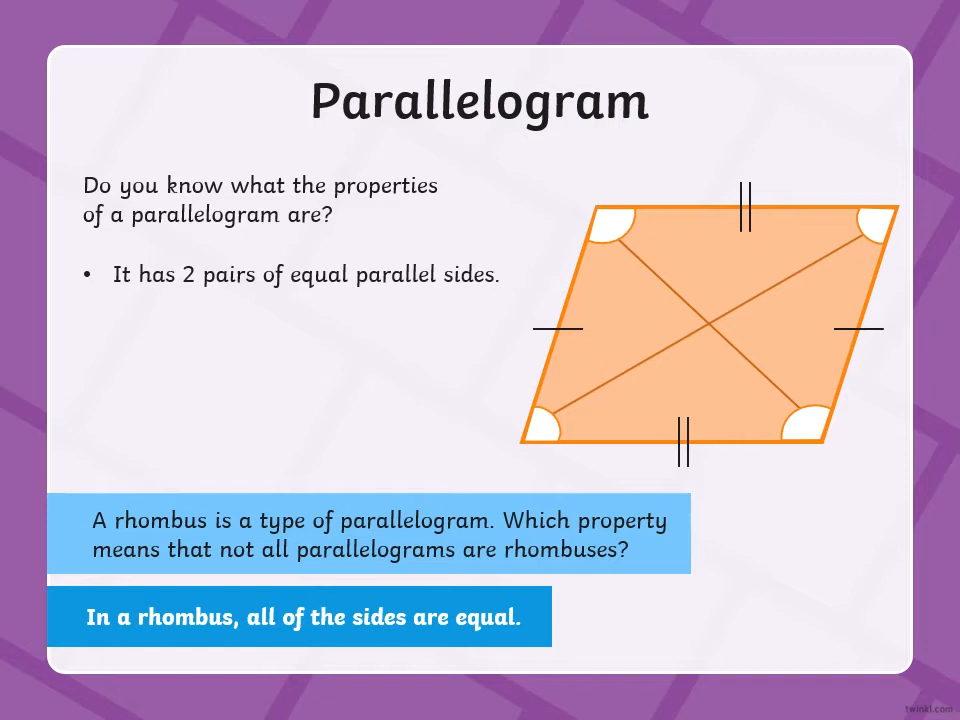 Parallelogram
Do you know what the properties
of a parallelogram are?
• It has 2 pairs of equal parallel sides.
A rhombus is a type of parallelogram. Which property
means that not all parallelograms are rhombuses?
In a rhombus, all of the sides are equal.
twinkl.com